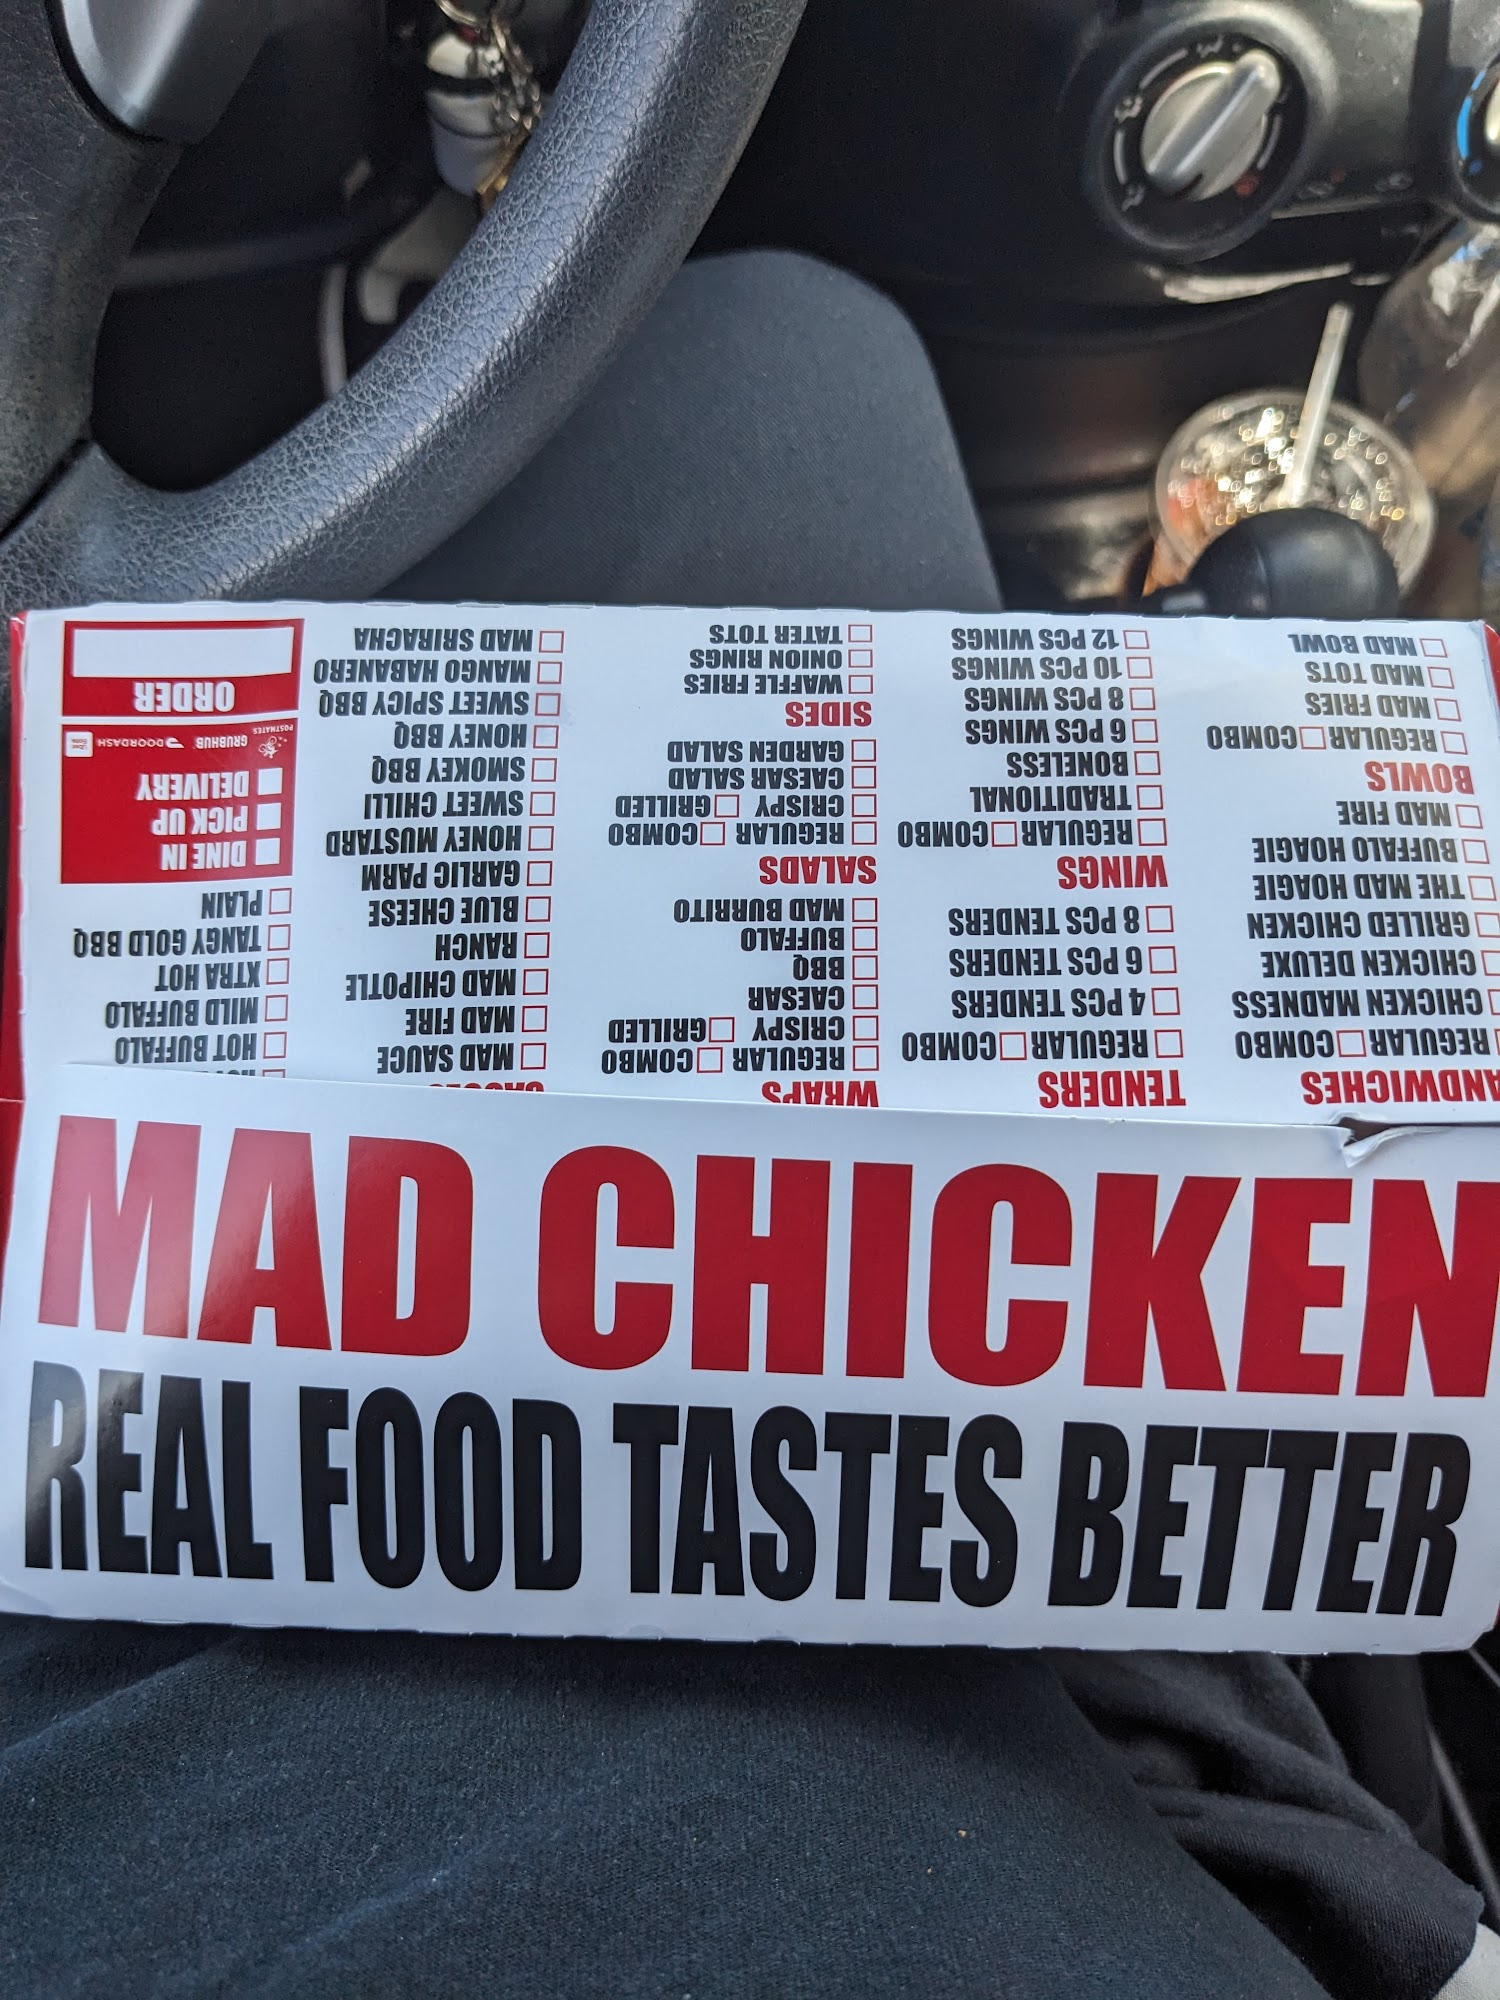 MAD CHICKEN
REAL FOOD TASTES BETTER
REGULAR COMBO
CHICKEN MADNESS
CHICKEN DELUXE
GRILLED CHICKEN
THE MAD HOAGIE
BUFFALO HOAGIE
MAD FIRE
BOWLS
REGULAR COMBO
MAD FRIES
MAD TOTS
MAD BOWL
TENDERS
REGULAR COMBO
4 PCS TENDERS
6 PCS TENDERS
8 PCS TENDERS
WINGS
REGULAR COMBO
TRADITIONAL
BONELESS
6 PCS WINGS
8 PCS WINGS
10 PCS WINGS
12 PCS WINGS
WRAPS
REGULAR COMBO
CRISPY GRILLED
CAESAR
BBQ
BUFFALO
MAD BURRITO
SALADS
REGULAR COMBO
CRISPY GRILLED
CAESAR SALAD
GARDEN SALAD
SIDES
WAFFLE FRIES
ONION RINGS
TATER TOTS
MAD SAUCE
MAD FIRE
MAD CHIPOTLE
RANCH
BLUE CHEESE
GARLIC PARM
HONEY MUSTARD
SWEET CHILLI
SMOKEY BBQ
HONEY BBQ
SWEET SPICY BBQ
MANGO HABANERO
MAD SRIRACHA
HOT BUFFALO
MILD BUFFALO
XTRA HOT
TANGY GOLD BBQ
PLAIN
DINE IN
PICK UP
DELIVERY
POSTMATES GRUBHUB DOORDASH Uber Eats
ORDER